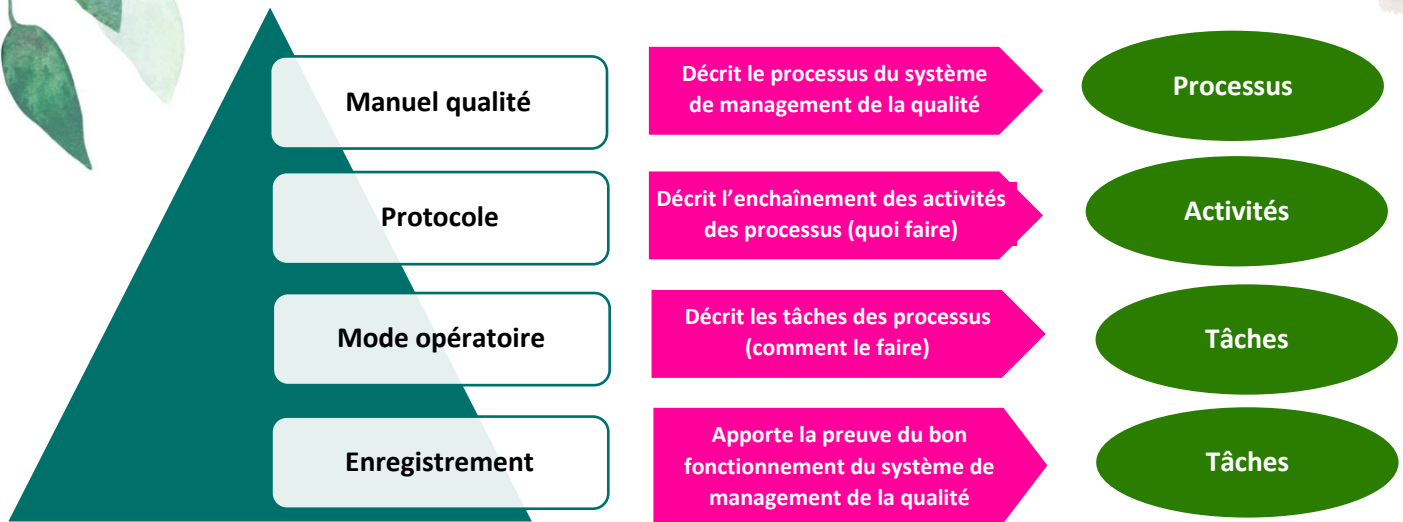 Manuel qualité
Décrit le processus du système
de management de la qualité
Processus
Protocole
Décrit l’enchaînement des activités
des processus (quoi faire)
Activités
Mode opératoire
Décrit les tâches des processus
(comment le faire)
Tâches
Enregistrement
Apporte la preuve du bon
fonctionnement du système de
management de la qualité
Tâches